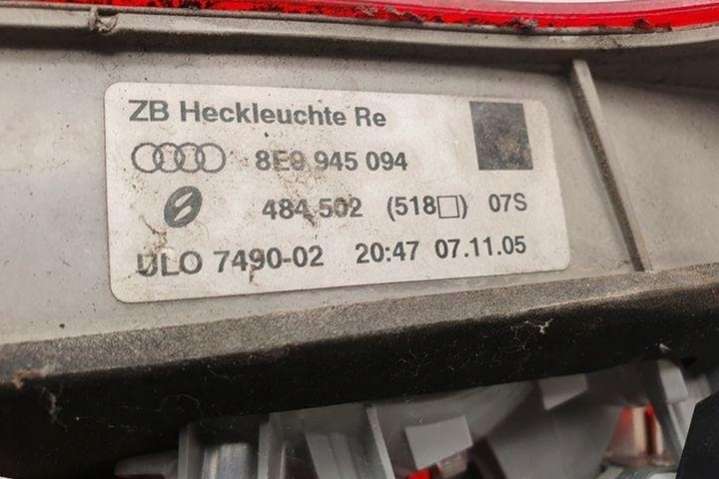 ZB Heckleuchte Re
8E9 945 094
484 502 (518□) 07S
ULO 7490-02 20:47 07.11.05